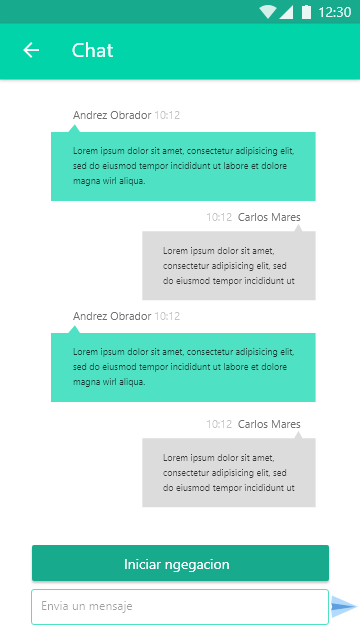 12:30
Chat
Andrez Obrador 10:12
Lorem ipsum dolor sit amet, consectetur adipisicing elit,
sed do eiusmod tempor incididunt ut labore et dolore
magna wirl aliqua.
10:12 Carlos Mares
Lorem ipsum dolor sit amet,
consectetur adipisicing elit, sed
do eiusmod tempor incididunt ut
Andrez Obrador 10:12
Lorem ipsum dolor sit amet, consectetur adipisicing elit,
sed do eiusmod tempor incididunt ut labore et dolore
magna wirl aliqua.
10:12 Carlos Mares
Lorem ipsum dolor sit amet,
consectetur adipisicing elit, sed
do eiusmod tempor incididunt ut
Iniciar ngegacion
Envia un mensaje